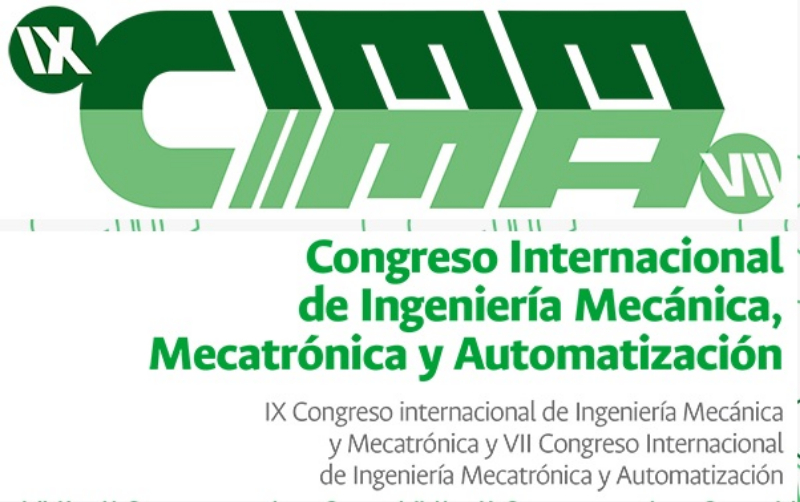 IX
CIMM
CIMA
VII
Congreso Internacional
de Ingeniería Mecánica,
Mecatrónica y Automatización
IX Congreso internacional de Ingeniería Mecánica
y Mecatrónica y VII Congreso Internacional
de Ingeniería Mecatrónica y Automatización